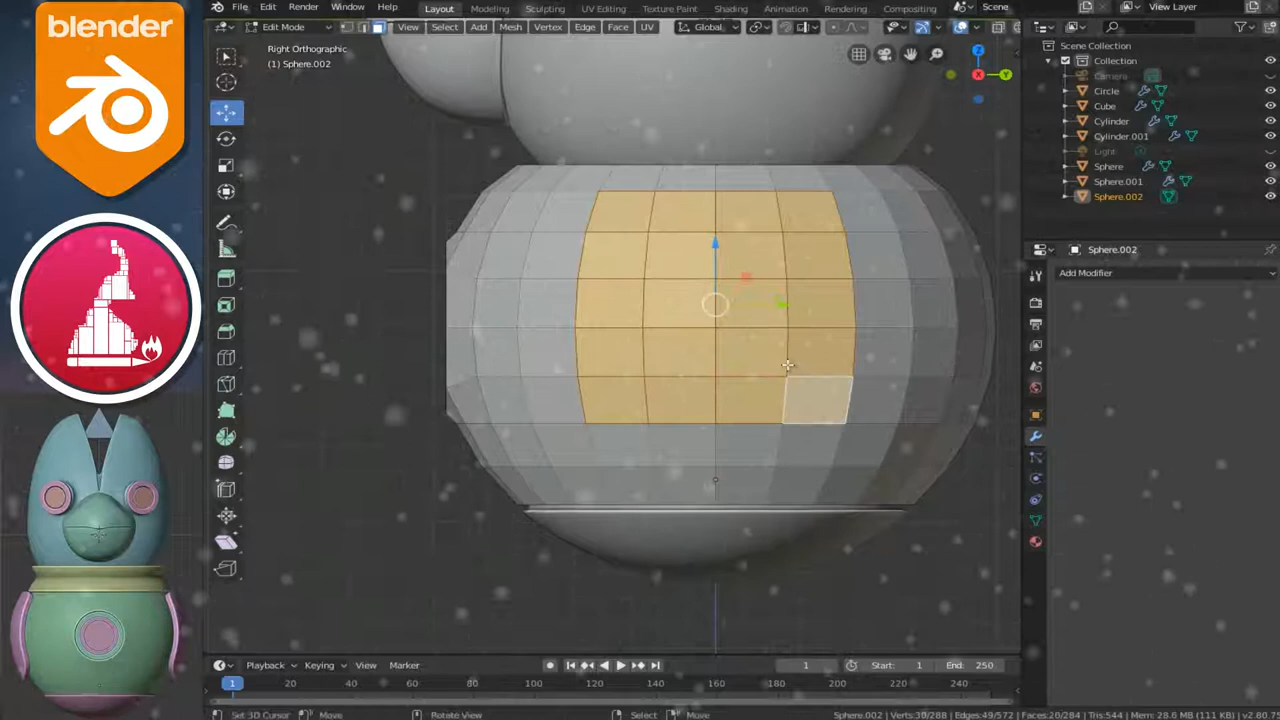 blender
File Edit Render Window Help
Layout Modeling Sculpting UV Editing Texture Paint Shading Animation Rendering Compositing
Scene
View Layer
Edit Mode
View Select Add Mesh Vertex Edge Face UV
Global
Right Orthographic
(1) Sphere.002
Scene Collection
Collection
Camera
Circle
Cube
Cylinder
Cylinder.001
Light
Sphere
Sphere.001
Sphere.002
Sphere.002
Add Modifier
X
Y
Z
Playback Keying View Marker
1
Start: 1
End: 250
1 20 40 60 80 100 120 140 160 180 200 220 240
Set 3D Cursor
Move
Rotate View
Select
Move
Sphere.002 | Verts:30/288 | Edges:49/572 | Faces:20/284 | Tris:544 | Mem: 28.6 MB (111 KB) | v2.80.7